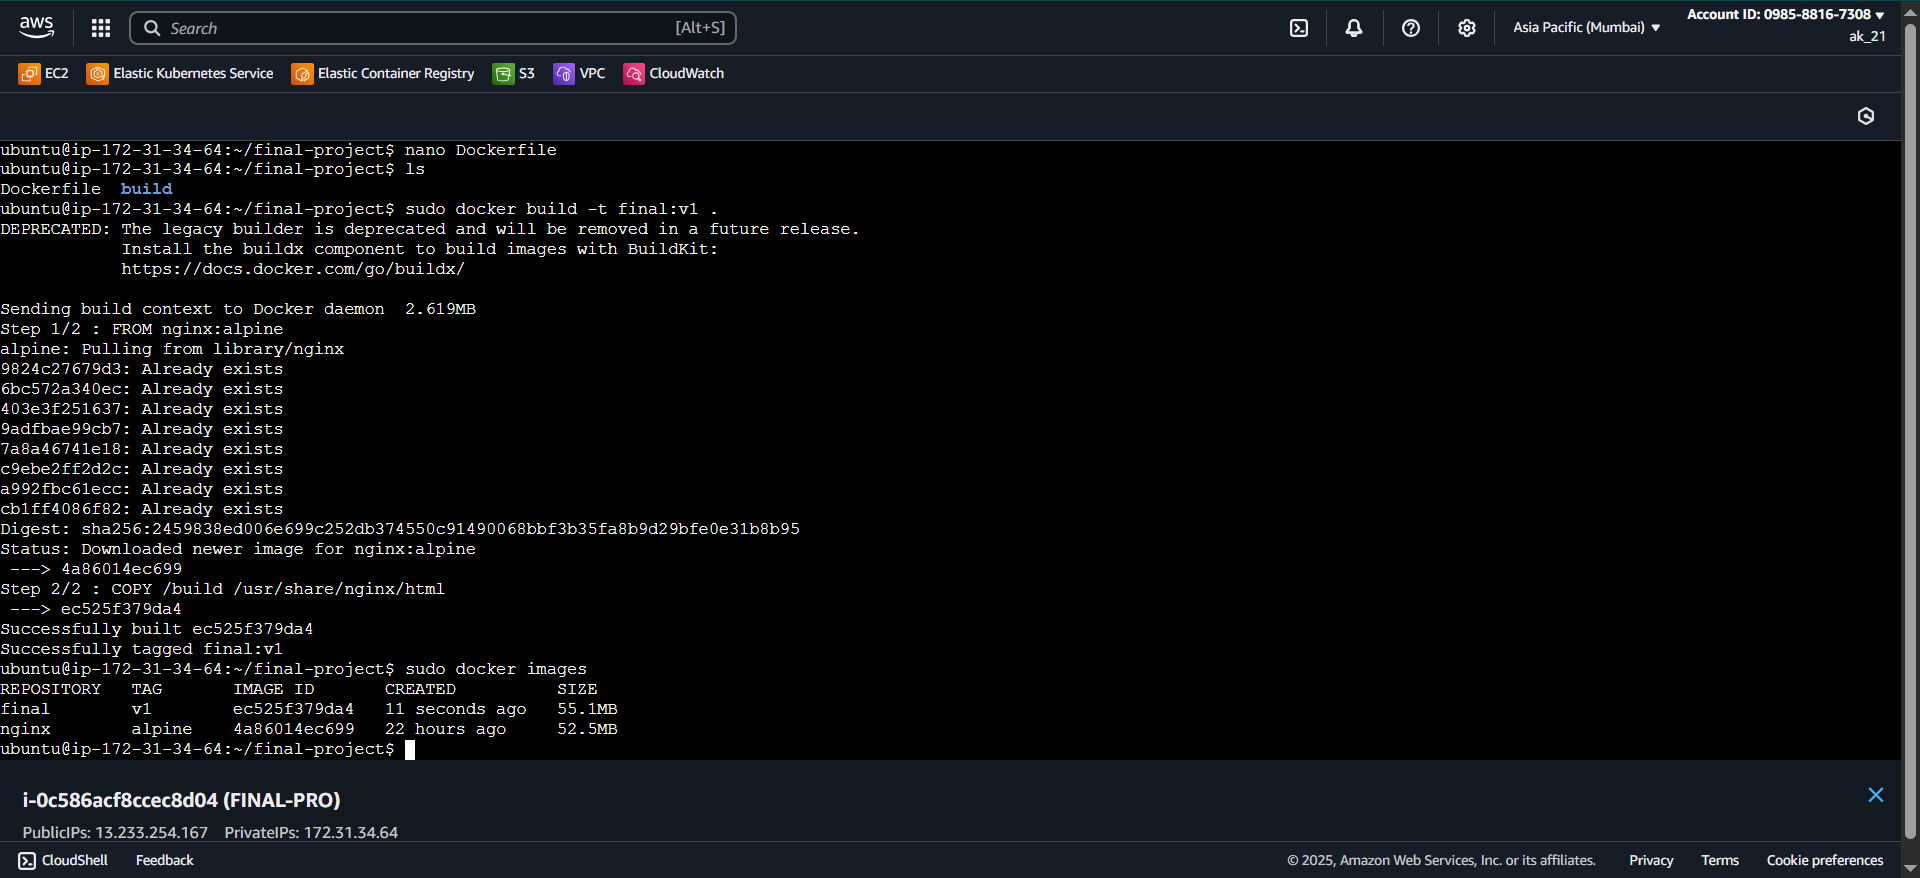 aws
Search [Alt+S]
Asia Pacific (Mumbai) ▼
Account ID: 0985-8816-7308 ▼
ak_21
EC2 Elastic Kubernetes Service Elastic Container Registry S3 VPC CloudWatch
ubuntu@ip-172-31-34-64:~/final-project$ nano Dockerfile
ubuntu@ip-172-31-34-64:~/final-project$ ls
Dockerfile build
ubuntu@ip-172-31-34-64:~/final-project$ sudo docker build -t final:v1 .
DEPRECATED: The legacy builder is deprecated and will be removed in a future release.
Install the buildx component to build images with BuildKit:
https://docs.docker.com/go/buildx/
Sending build context to Docker daemon 2.619MB
Step 1/2 : FROM nginx:alpine
alpine: Pulling from library/nginx
9824c27679d3: Already exists
6bc572a340ec: Already exists
403e3f251637: Already exists
9adfbae99cb7: Already exists
7a8a46741e18: Already exists
c9ebe2ff2d2c: Already exists
a992fbc61ecc: Already exists
cb1ff4086f82: Already exists
Digest: sha256:2459838ed006e699c252db374550c91490068bbf3b35fa8b9d29bfe0e31b8b95
Status: Downloaded newer image for nginx:alpine
---> 4a86014ec699
Step 2/2 : COPY /build /usr/share/nginx/html
---> ec525f379da4
Successfully built ec525f379da4
Successfully tagged final:v1
ubuntu@ip-172-31-34-64:~/final-project$ sudo docker images
REPOSITORY TAG IMAGE ID CREATED SIZE
final v1 ec525f379da4 11 seconds ago 55.1MB
nginx alpine 4a86014ec699 22 hours ago 52.5MB
ubuntu@ip-172-31-34-64:~/final-project$
i-0c586acf8ccec8d04 (FINAL-PRO)
PublicIPs: 13.233.254.167 PrivateIPs: 172.31.34.64
CloudShell Feedback © 2025, Amazon Web Services, Inc. or its affiliates. Privacy Terms Cookie preferences